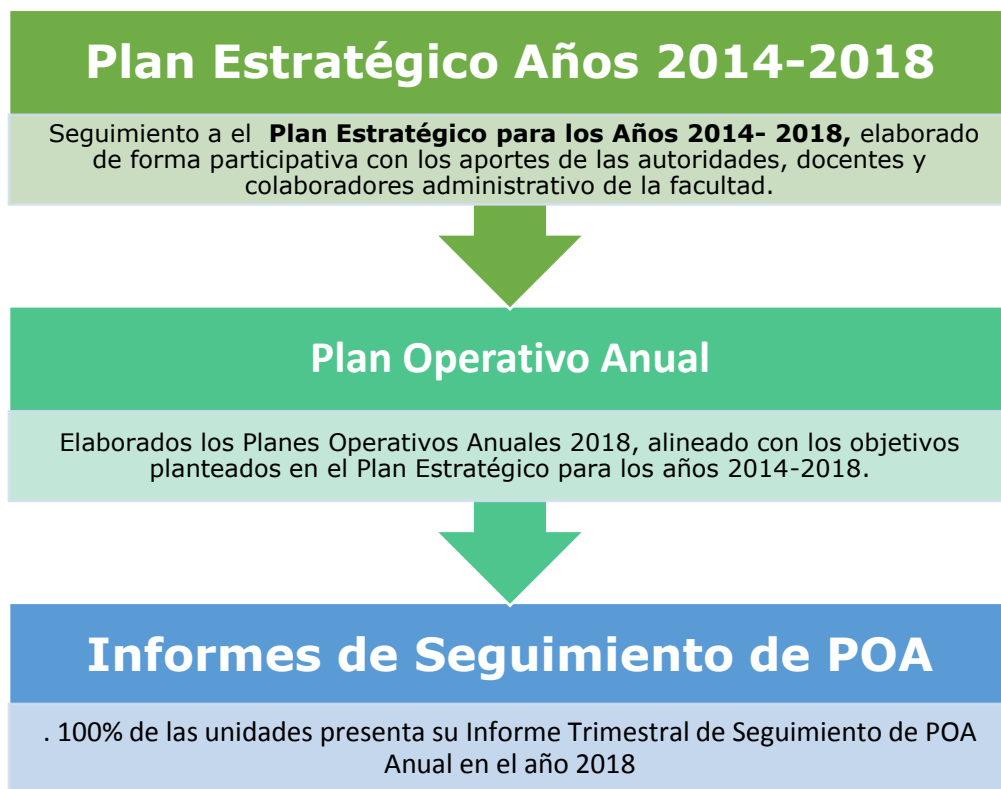 Plan Estratégico Años 2014-2018
Seguimiento a el Plan Estratégico para los Años 2014- 2018, elaborado
de forma participativa con los aportes de las autoridades, docentes y
colaboradores administrativo de la facultad.
Plan Operativo Anual
Elaborados los Planes Operativos Anuales 2018, alineado con los objetivos
planteados en el Plan Estratégico para los años 2014-2018.
Informes de Seguimiento de POA
. 100% de las unidades presenta su Informe Trimestral de Seguimiento de POA
Anual en el año 2018